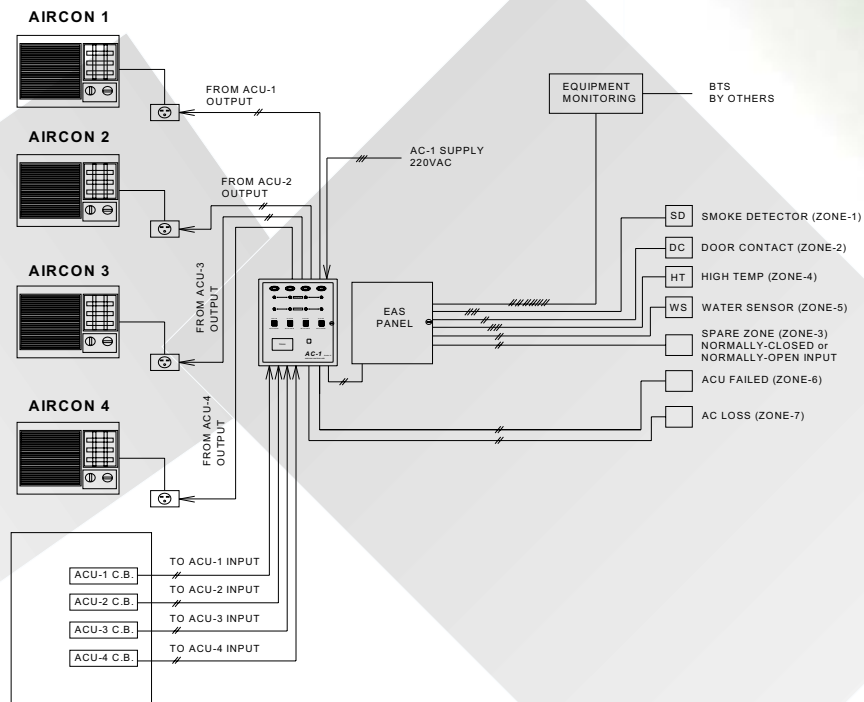 AIRCON 1
FROM ACU-1
OUTPUT
AIRCON 2
FROM ACU-2
OUTPUT
AIRCON 3
FROM ACU-3
OUTPUT
AIRCON 4
FROM ACU-4
OUTPUT
AC-1 SUPPLY
220VAC
EQUIPMENT
MONITORING
BTS
BY OTHERS
AC-1
EAS
PANEL
SD SMOKE DETECTOR (ZONE-1)
DC DOOR CONTACT (ZONE-2)
HT HIGH TEMP (ZONE-4)
WS WATER SENSOR (ZONE-5)
SPARE ZONE (ZONE-3)
NORMALLY-CLOSED or
NORMALLY-OPEN INPUT
ACU FAILED (ZONE-6)
AC LOSS (ZONE-7)
ACU-1 C.B. TO ACU-1 INPUT
ACU-2 C.B. TO ACU-2 INPUT
ACU-3 C.B. TO ACU-3 INPUT
ACU-4 C.B. TO ACU-4 INPUT